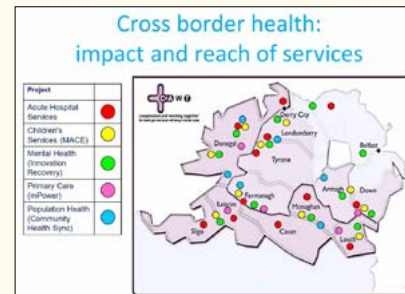 Cross border health:
impact and reach of services
Project
Acute Hospital
Services
Children's
Services (MACE)
Mental Health
(Innovation
Recovery)
Primary Care
(mPower)
Population Health
(Community
Health Sync)
CAWT
Derry City
Londonderry
Donegal
Tyrone
Belfast
Armagh
Down
Fermanagh
Leitrim
Monaghan
Sligo
Cavan
Louth